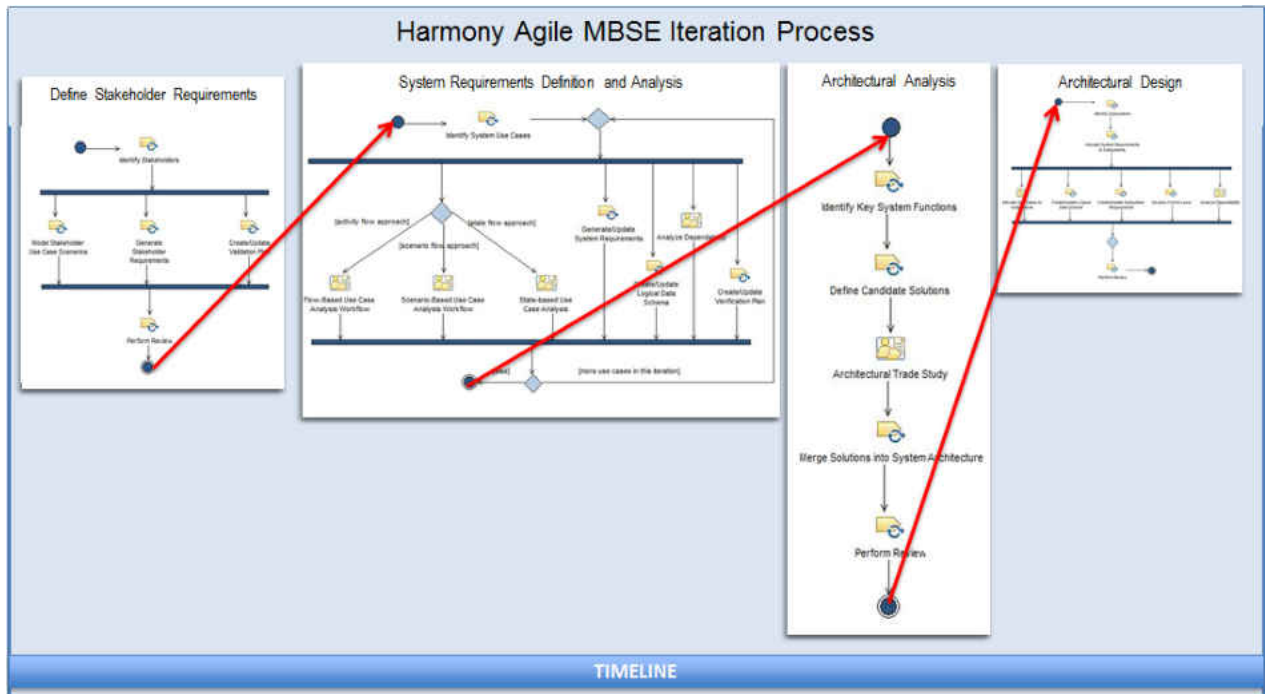 Harmony Agile MBSE Iteration Process
Define Stakeholder Requirements
Identify Stakeholders
Model Stakeholder
Use Case Scenarios
Generate
Stakeholder
Requirements
Create/Update
Validation
Perform Review
System Requirements Definition and Analysis
Identify System Use Cases
[activity flow approach]
[state flow approach]
[scenario flow approach]
Flow-Based Use Case
Analysis Workflow
Scenario-Based Use Case
Analysis Workflow
State-based Use
Case Analysis
Generate/Update
System Requirements
Analyze
Create/Update
Logical Data
Schema
Create/Update
Verification Plan
[more use cases in this iteration]
Architectural Analysis
Identify Key System Functions
Define Candidate Solutions
Architectural Trade Study
Merge Solutions into System Architecture
Perform Review
Architectural Design
Perform Review
TIMELINE